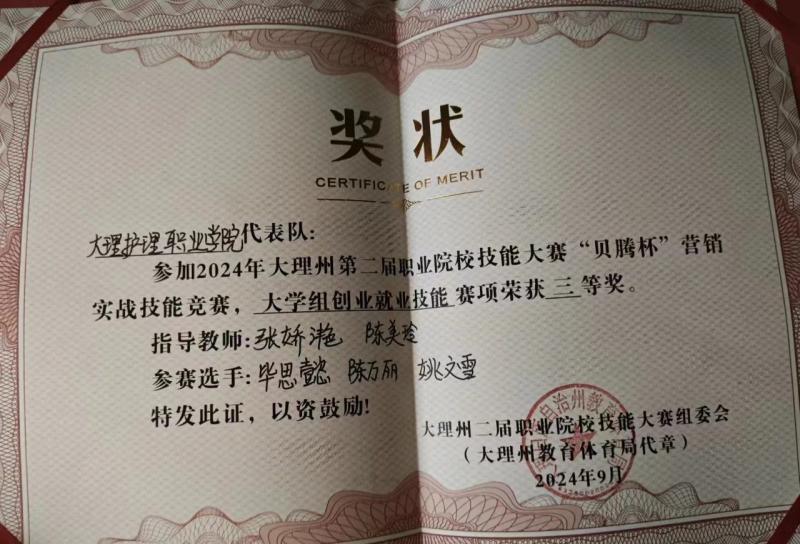 奖状
CERTIFICATE OF MERIT
大理护理职业学院代表队:
参加2024年大理州第二届职业院校技能大赛“贝腾杯”营销
实战技能竞赛，大学组创业就业技能 赛项荣获 三 等奖。
指导教师:张娇滟 陈美玲
参赛选手:毕思懿 陈万丽 姚文雪
特发此证，以资鼓励!
大理州二届职业院校技能大赛组委会
（大理州教育体育局代章）
2024年9月